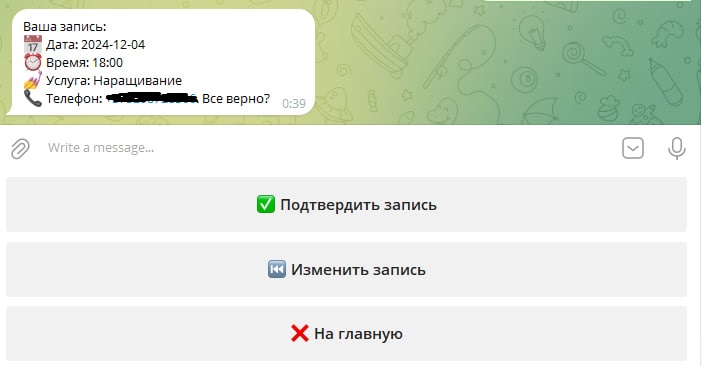 Ваша запись:
Дата: 2024-12-04
Время: 18:00
Услуга: Наращивание
Телефон: Все верно?
0:39
Write a message...
Подтвердить запись
Изменить запись
На главную